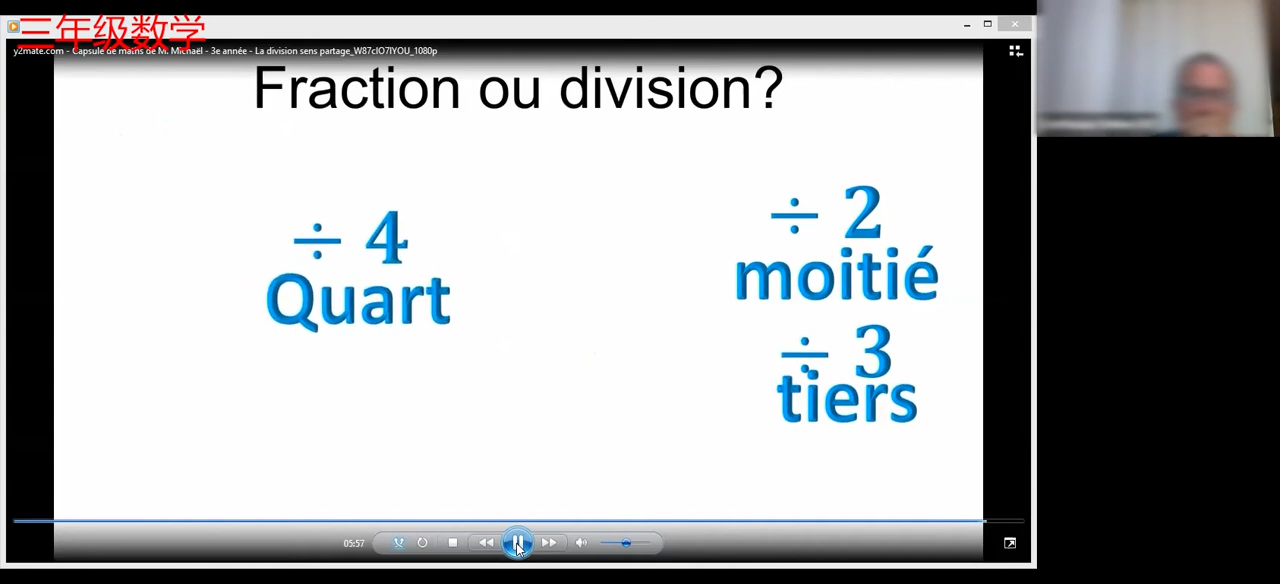 三年级数学
y2mate.com - Capsule de maths de M. Michaël - 3e année - La division sens partage_W87clO7lYOU_1080p
Fraction ou division?
÷ 4
Quart
÷ 2
moitié
÷ 3
tiers
05:57